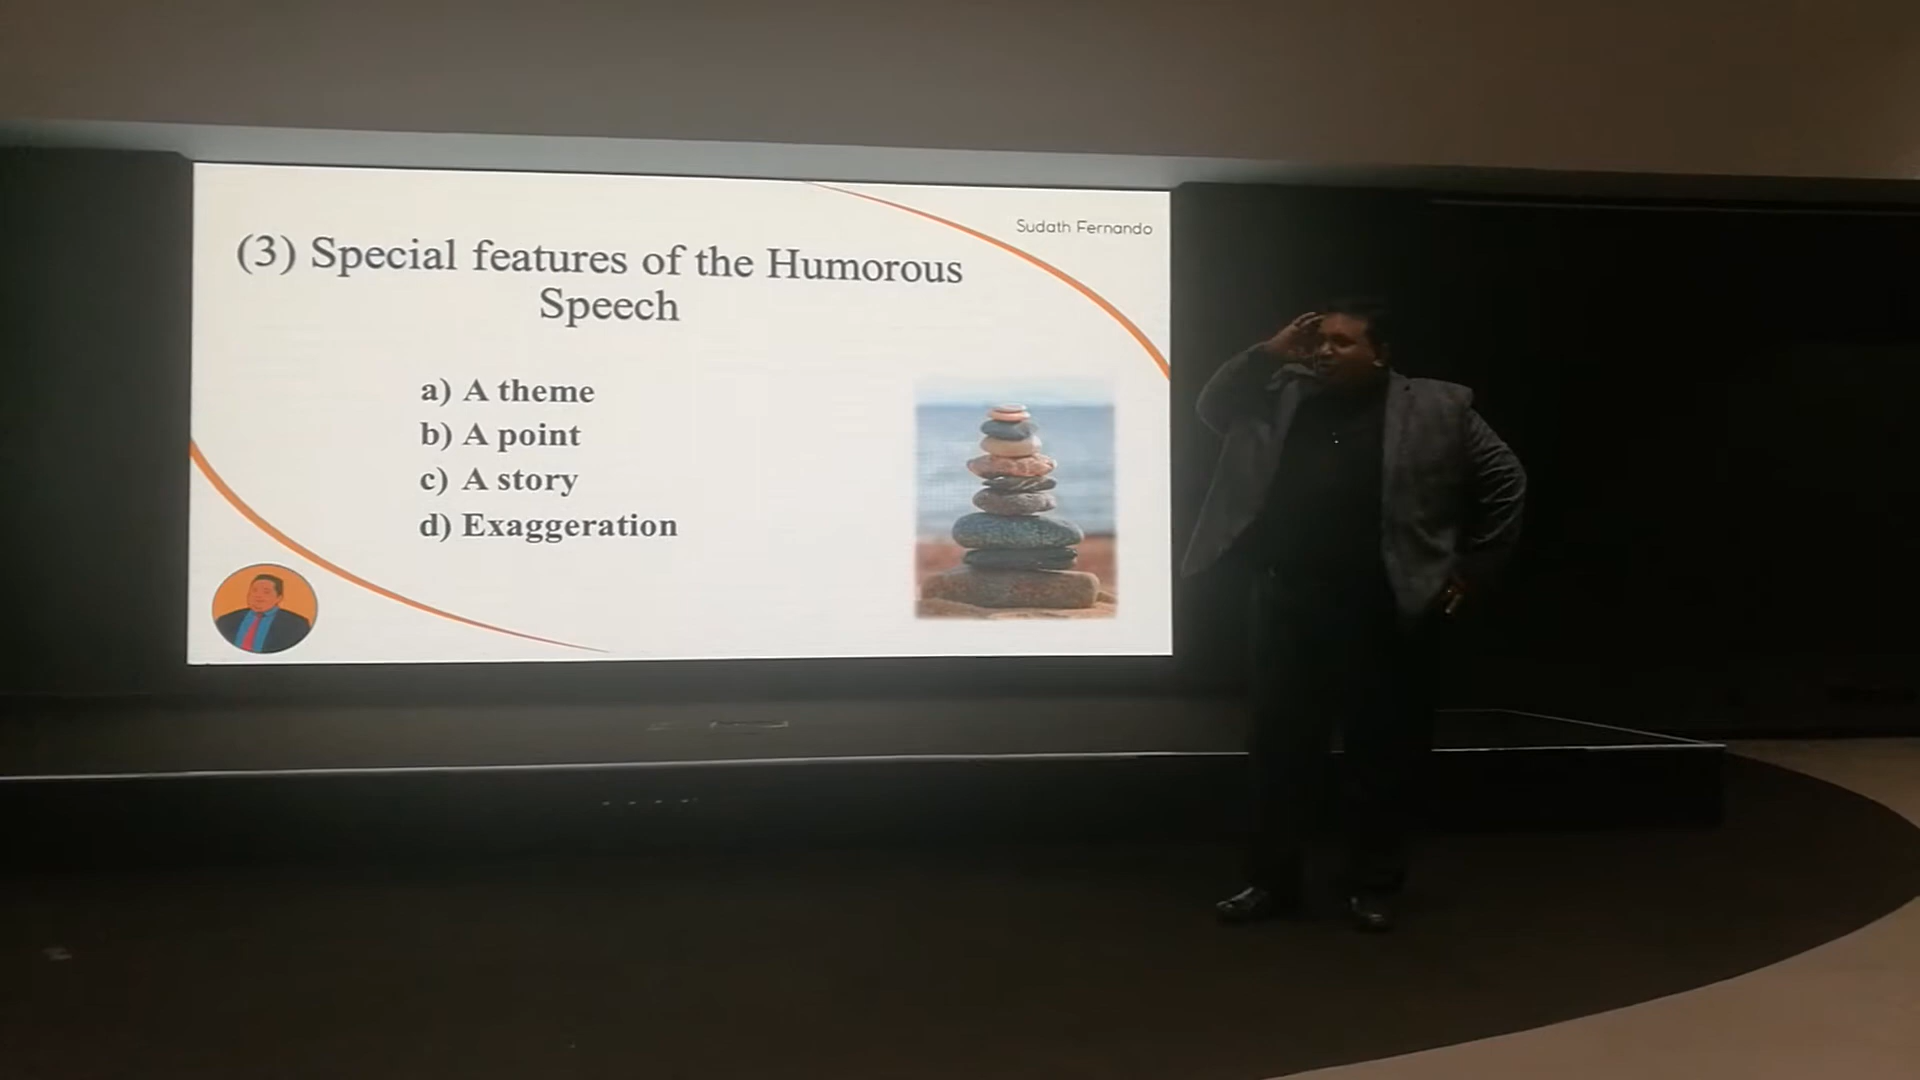 Sudath Fernando
(3) Special features of the Humorous
Speech
a) A theme
b) A point
c) A story
d) Exaggeration